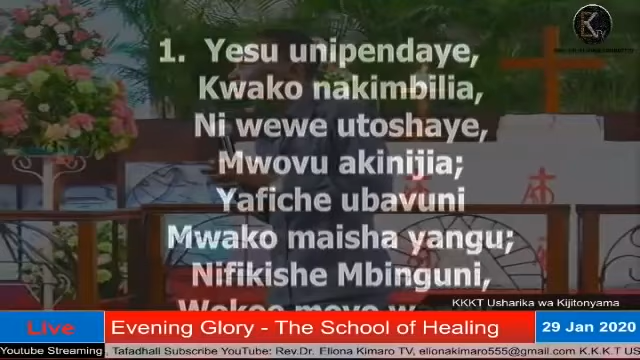 1. Yesu unipendaye,
Kwako nakimbilia,
Ni wewe utoshaye,
Mwovu akinijia;
Yafiche ubavuni
Mwako maisha yangu;
Nifikishe Mbinguni,
KKKT Usharika wa Kijitonyama
Live Evening Glory - The School of Healing 29 Jan 2020
Youtube Streaming , Tafadhali Subscribe YouTube: Rev.Dr. Eliona Kimaro TV, elionakimaro555@gmail.com K.K.K.T US